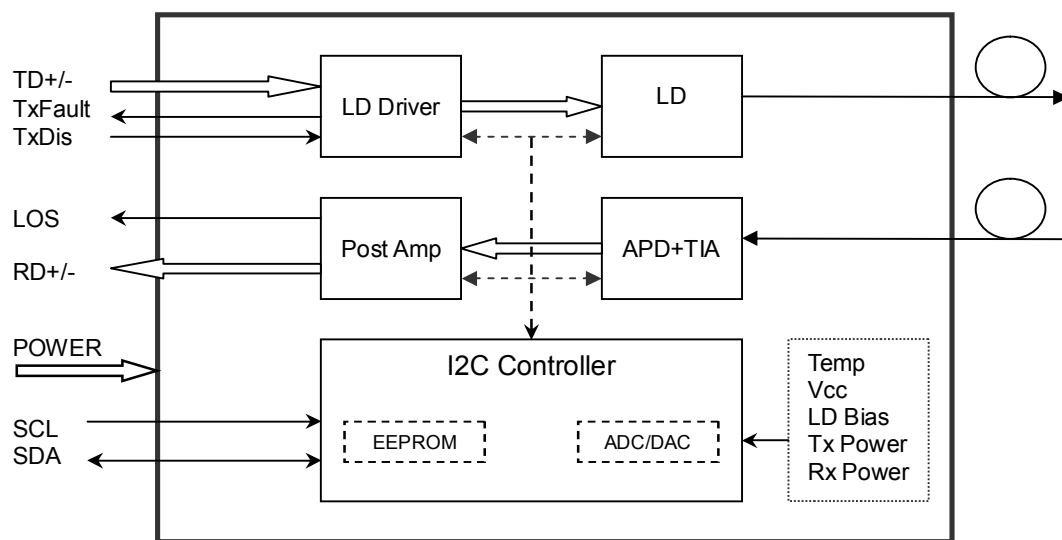 TD+/-
TxFault
TxDis
LD Driver
LD
LOS
RD+/-
Post Amp
APD+TIA
POWER
SCL
SDA
I2C Controller
EEPROM
ADC/DAC
Temp
Vcc
LD Bias
Tx Power
Rx Power